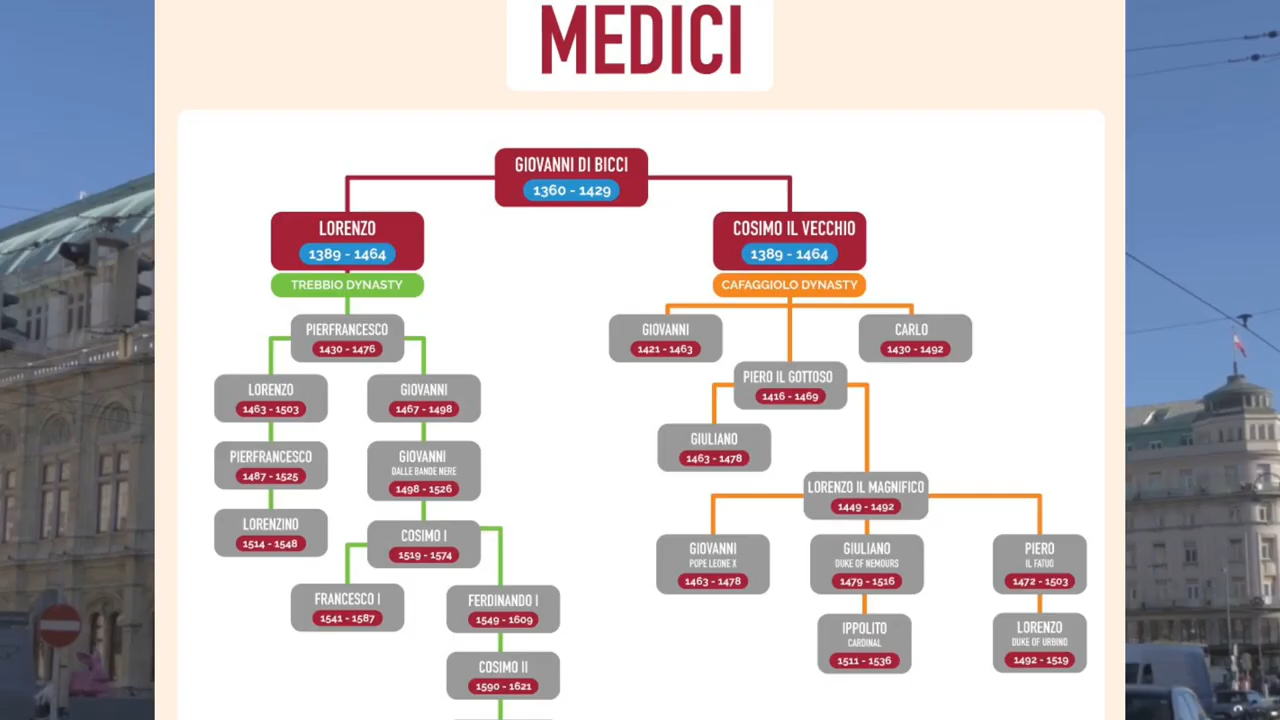 MEDICI
GIOVANNI DI BICCI
1360 - 1429
LORENZO
1389 - 1464
TREBBIO DYNASTY
COSIMO IL VECCHIO
1389 - 1464
CAFAGGIOLO DYNASTY
PIERFRANCESCO
1430 - 1476
LORENZO
1463 - 1503
GIOVANNI
1467 - 1498
PIERFRANCESCO
1487 - 1525
GIOVANNI
DALLE BANDE NERE
1498 - 1526
LORENZINO
1514 - 1548
COSIMO I
1519 - 1574
FRANCESCO I
1541 - 1587
FERDINANDO I
1549 - 1609
COSIMO II
1590 - 1621
GIOVANNI
1421 - 1463
CARLO
1430 - 1492
PIERO IL GOTTOSO
1416 - 1469
GIULIANO
1463 - 1478
LORENZO IL MAGNIFICO
1449 - 1492
GIOVANNI
POPE LEONE X
1463 - 1478
GIULIANO
DUKE OF NEMOURS
1479 - 1516
PIERO
IL FATUO
1472 - 1503
IPPOLITO
CARDINAL
1511 - 1536
LORENZO
DUKE OF URBINO
1492 - 1519